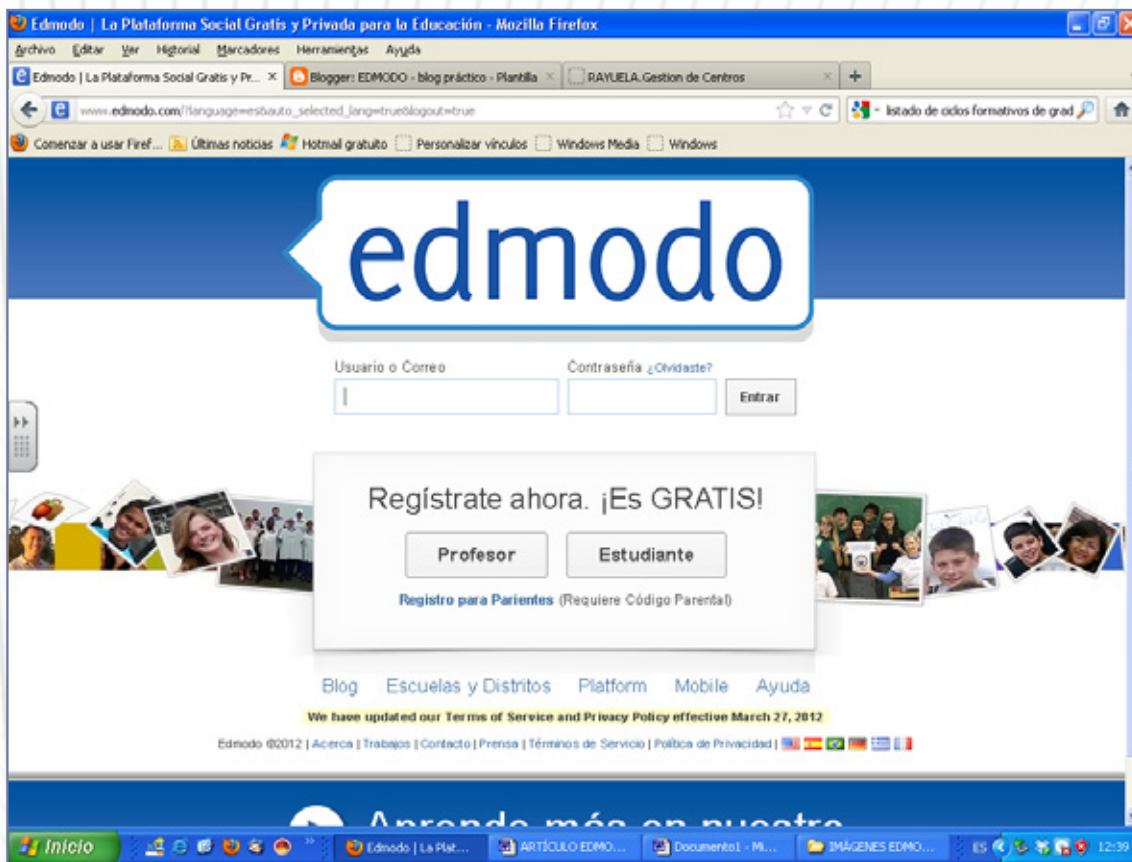 Edmodo | La Plataforma Social Gratis y Privada para la Educación - Mozilla Firefox
Archivo Editar Ver Historial Marcadores Herramientas Ayuda
Edmodo | La Plataforma Social Gratis y Pr... Blogger: EDMODO - blog práctico - Plantilla RAYUELA.Gestion de Centros
www.edmodo.com/?language=es&auto_selected_lang=true&logout=true listado de ciclos formativos de grad
Comenzar a usar Firef... Últimas noticias Hotmail gratuito Personalizar vínculos Windows Media Windows
edmodo
Usuario o Correo Contraseña ¿Olvidaste?
Entrar
Regístrate ahora. ¡Es GRATIS!
Profesor Estudiante
Registro para Parientes (Requiere Código Parental)
Blog Escuelas y Distritos Platform Mobile Ayuda
We have updated our Terms of Service and Privacy Policy effective March 27, 2012
Edmodo ©2012 | Acerca | Trabajos | Contacto | Prensa | Términos de Servicio | Política de Privacidad |
Aprende más en nuestro
Inicio Edmodo | La Plat... ARTÍCULO EDMO... Documento1 - Mi... IMÁGENES EDMO... ES 12:39